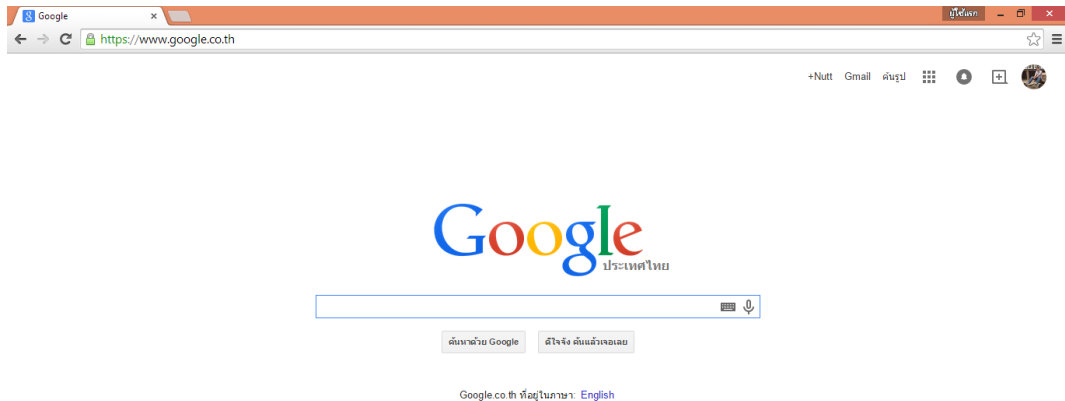 Google
ผู้ใช้แรก
https://www.google.co.th
+Nutt Gmail ค้นรูป
Google
ประเทศไทย
ค้นหาด้วย Google ดีใจจัง ค้นแล้วเจอเลย
Google.co.th ที่อยู่ในภาษา: English